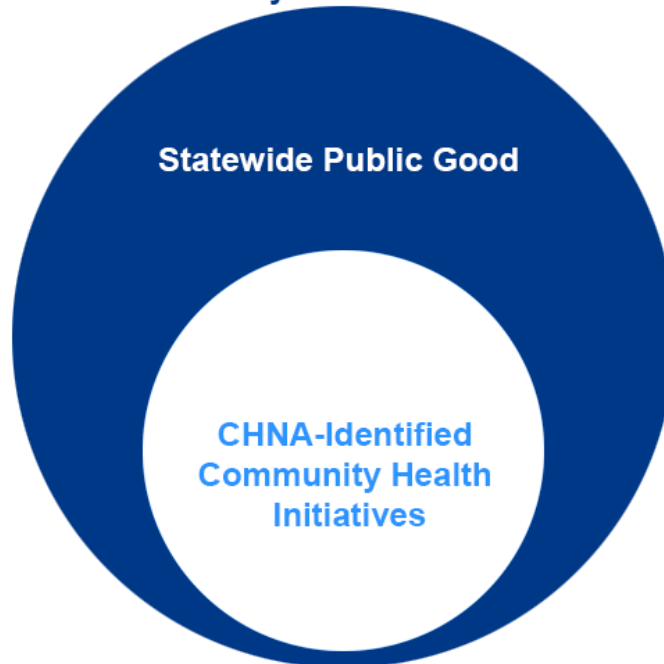 Statewide Public Good
CHNA-Identified
Community Health
Initiatives